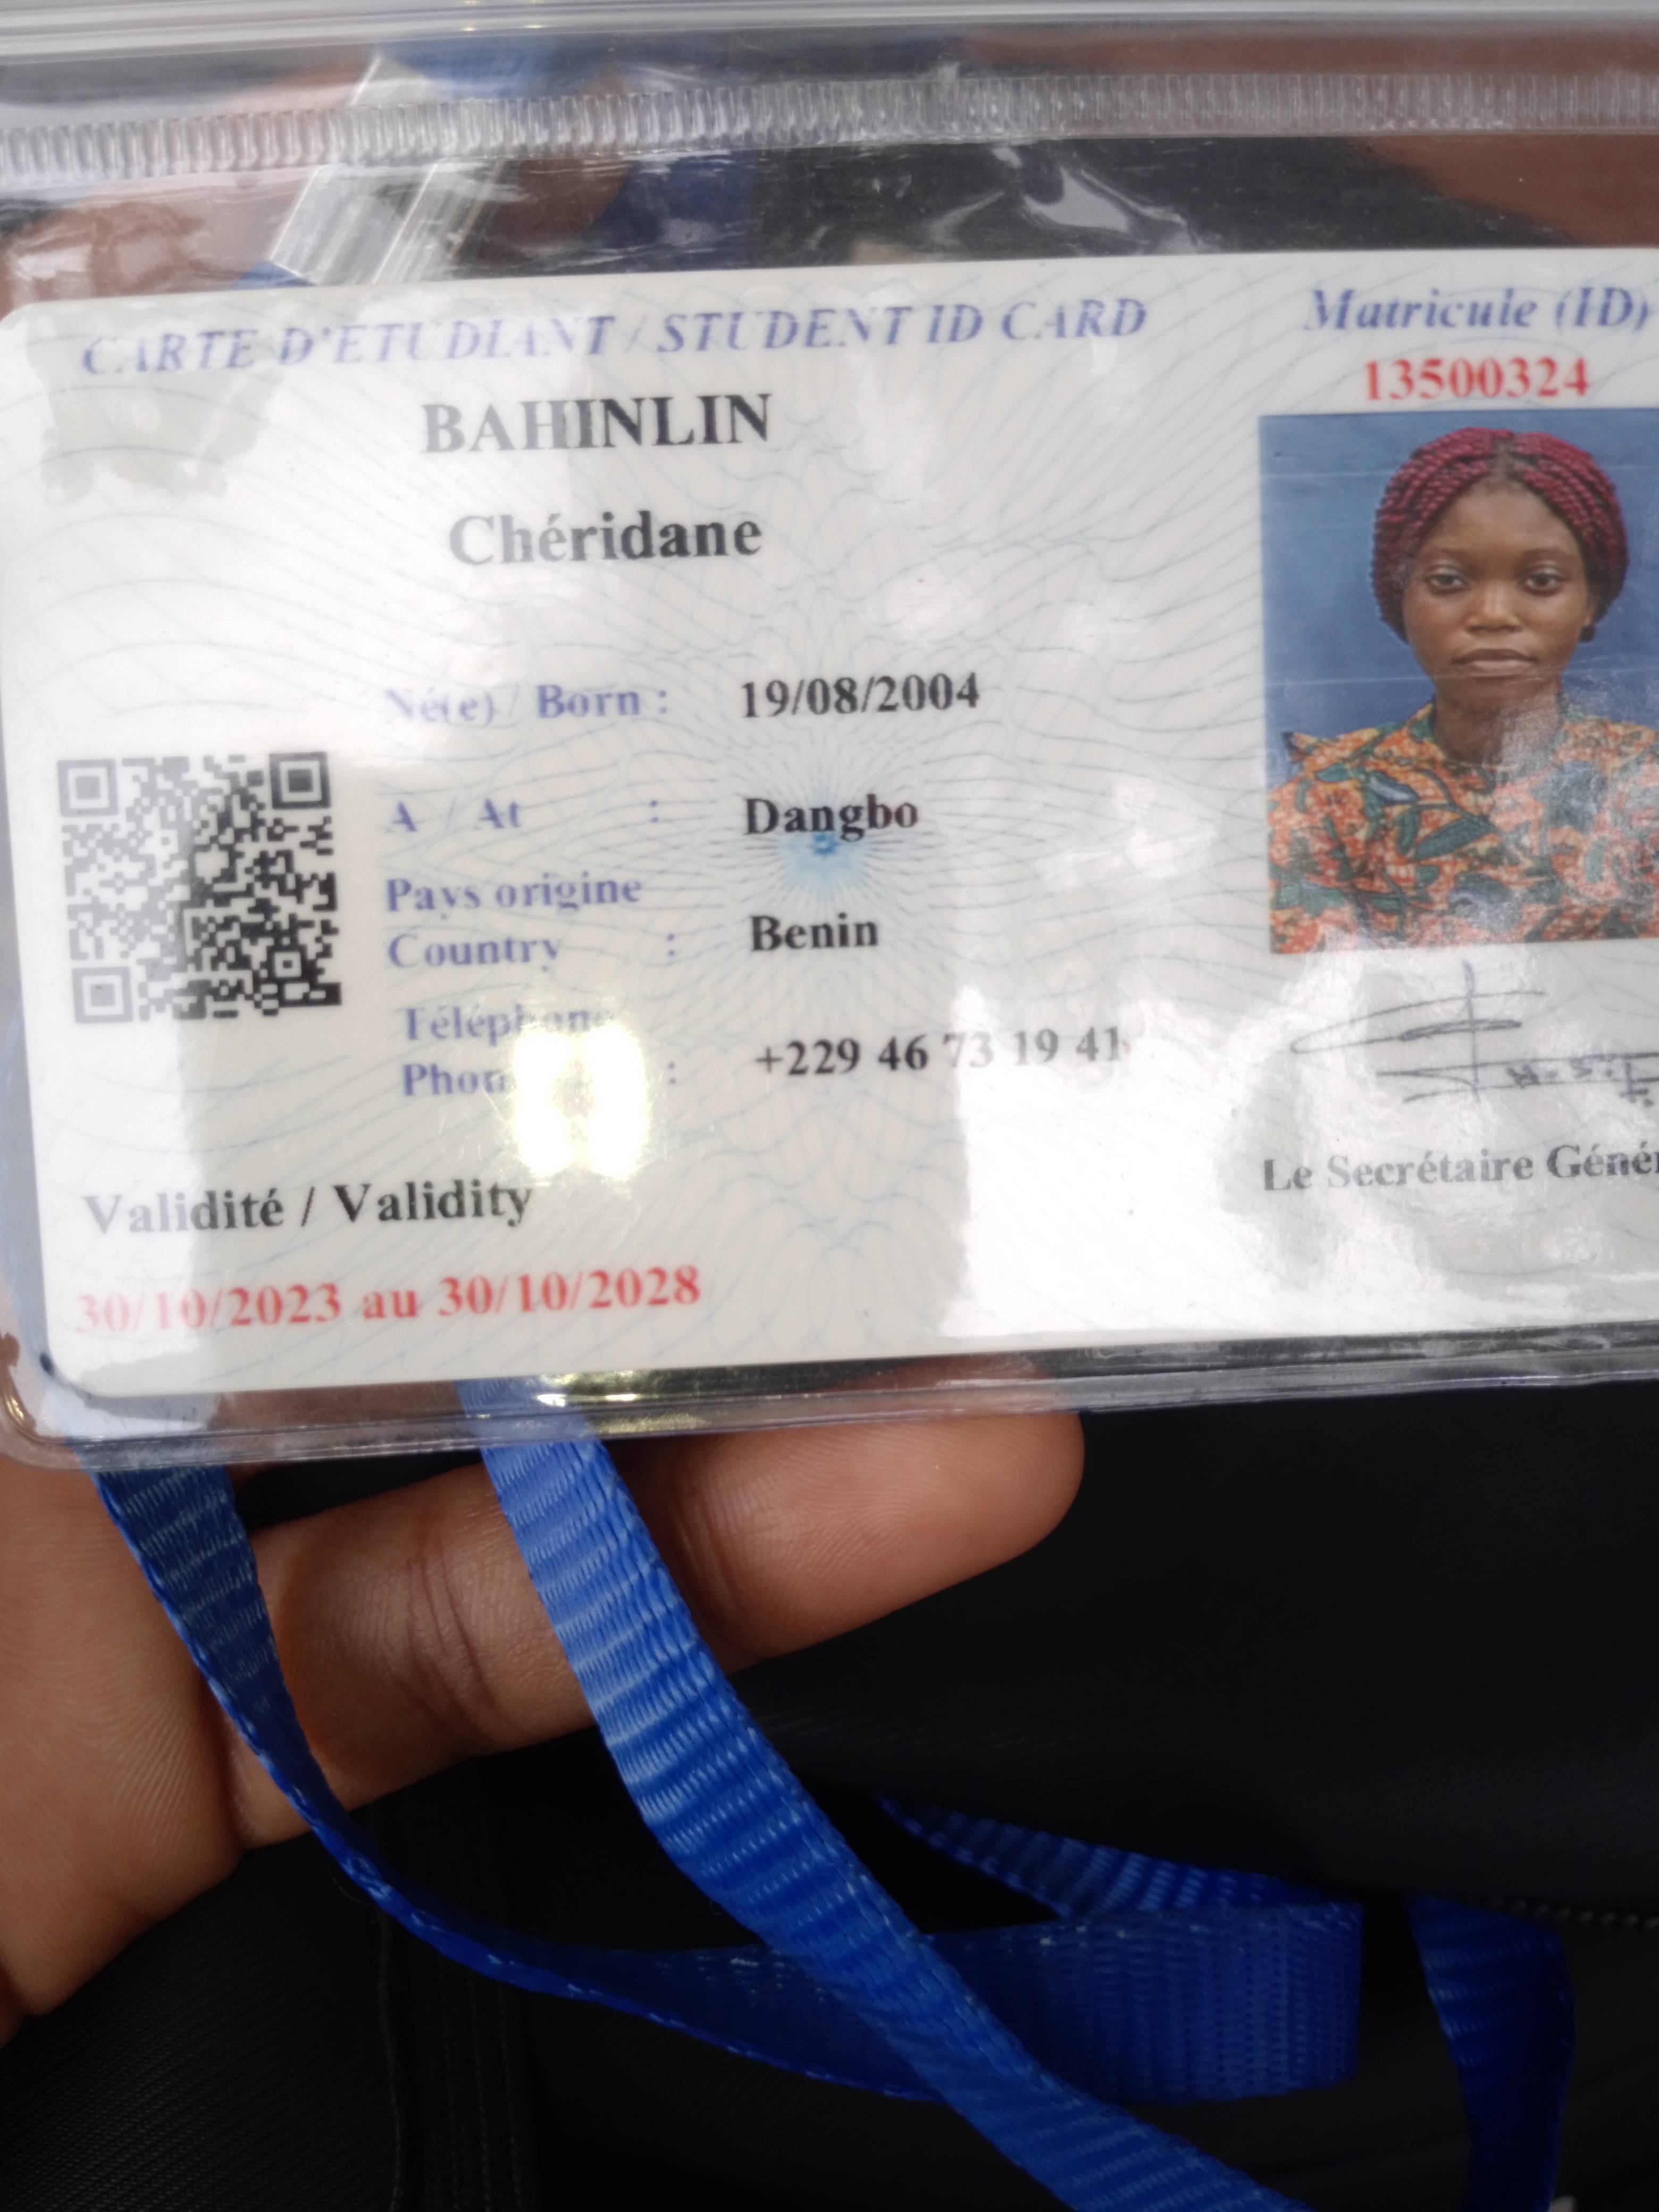 CARTE D'ETUDIANT / STUDENT ID CARD
Matricule (ID)
13500324
BAHINLIN
Chéridane
Né(e) / Born : 19/08/2004
A / At : Dangbo
Pays origine
Country : Benin
Téléphone
Phone : +229 46 73 19 41
Validité / Validity
30/10/2023 au 30/10/2028
Le Secrétaire Génér